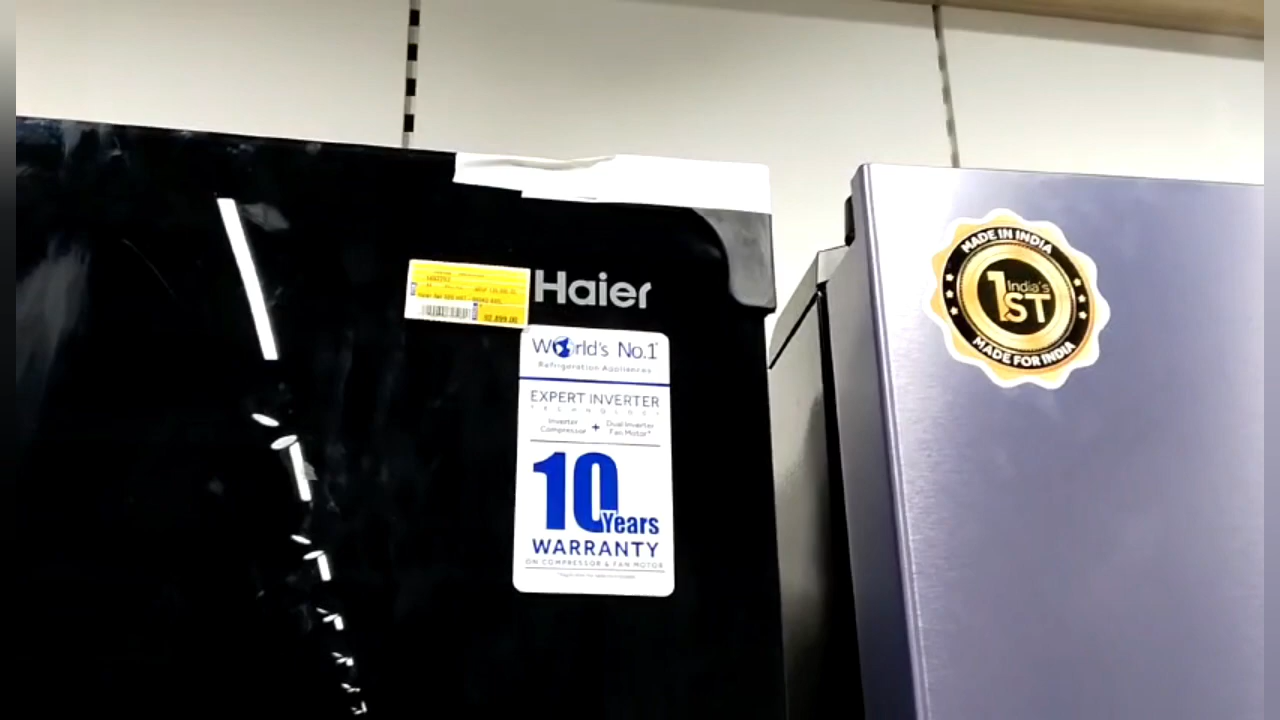 Haier
World's No.1
Refrigeration Appliances
EXPERT INVERTER
TECHNOLOGY
Inverter Compressor + Dual Inverter Fan Motor*
10 Years
WARRANTY
ON COMPRESSOR & FAN MOTOR
MADE IN INDIA
India's
1ST
MADE FOR INDIA